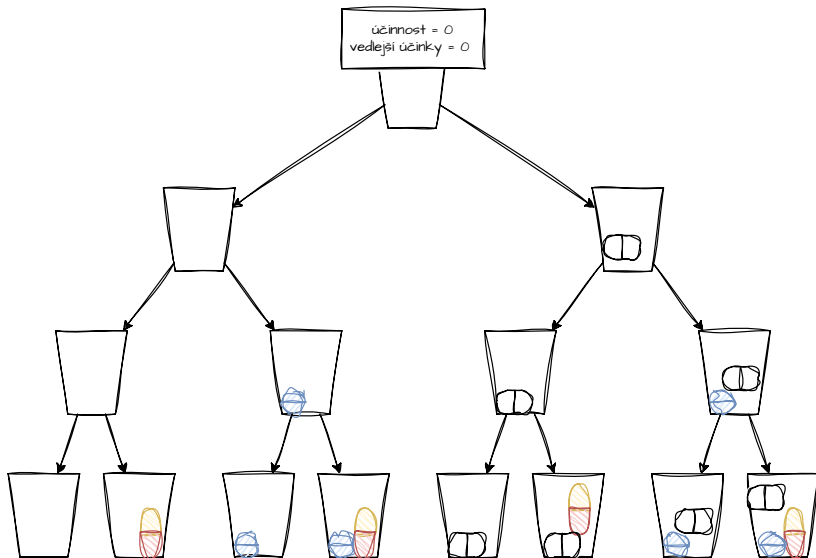 účinnost = 0
vedlejší účinky = 0